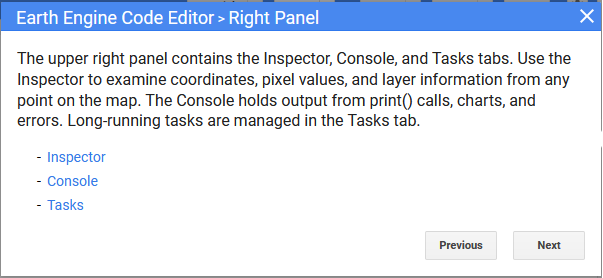 Earth Engine Code Editor > Right Panel
The upper right panel contains the Inspector, Console, and Tasks tabs. Use the
Inspector to examine coordinates, pixel values, and layer information from any
point on the map. The Console holds output from print() calls, charts, and
errors. Long-running tasks are managed in the Tasks tab.
- Inspector
- Console
- Tasks
Previous Next